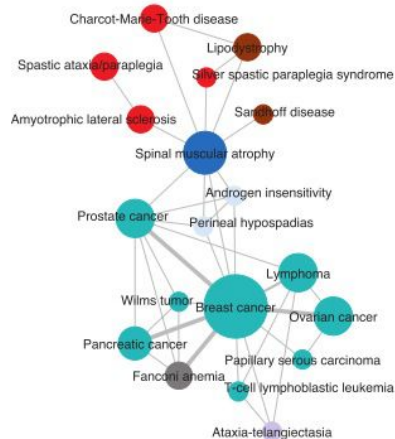 Charcot-Marie-Tooth disease
Lipodystrophy
Spastic ataxia/paraplegia
Silver spastic paraplegia syndrome
Sandhoff disease
Amyotrophic lateral sclerosis
Spinal muscular atrophy
Androgen insensitivity
Prostate cancer
Perineal hypospadias
Lymphoma
Wilms tumor
Breast cancer
Ovarian cancer
Pancreatic cancer
Papillary serous carcinoma
Fanconi anemia
T-cell lymphoblastic leukemia
Ataxia-telangiectasia